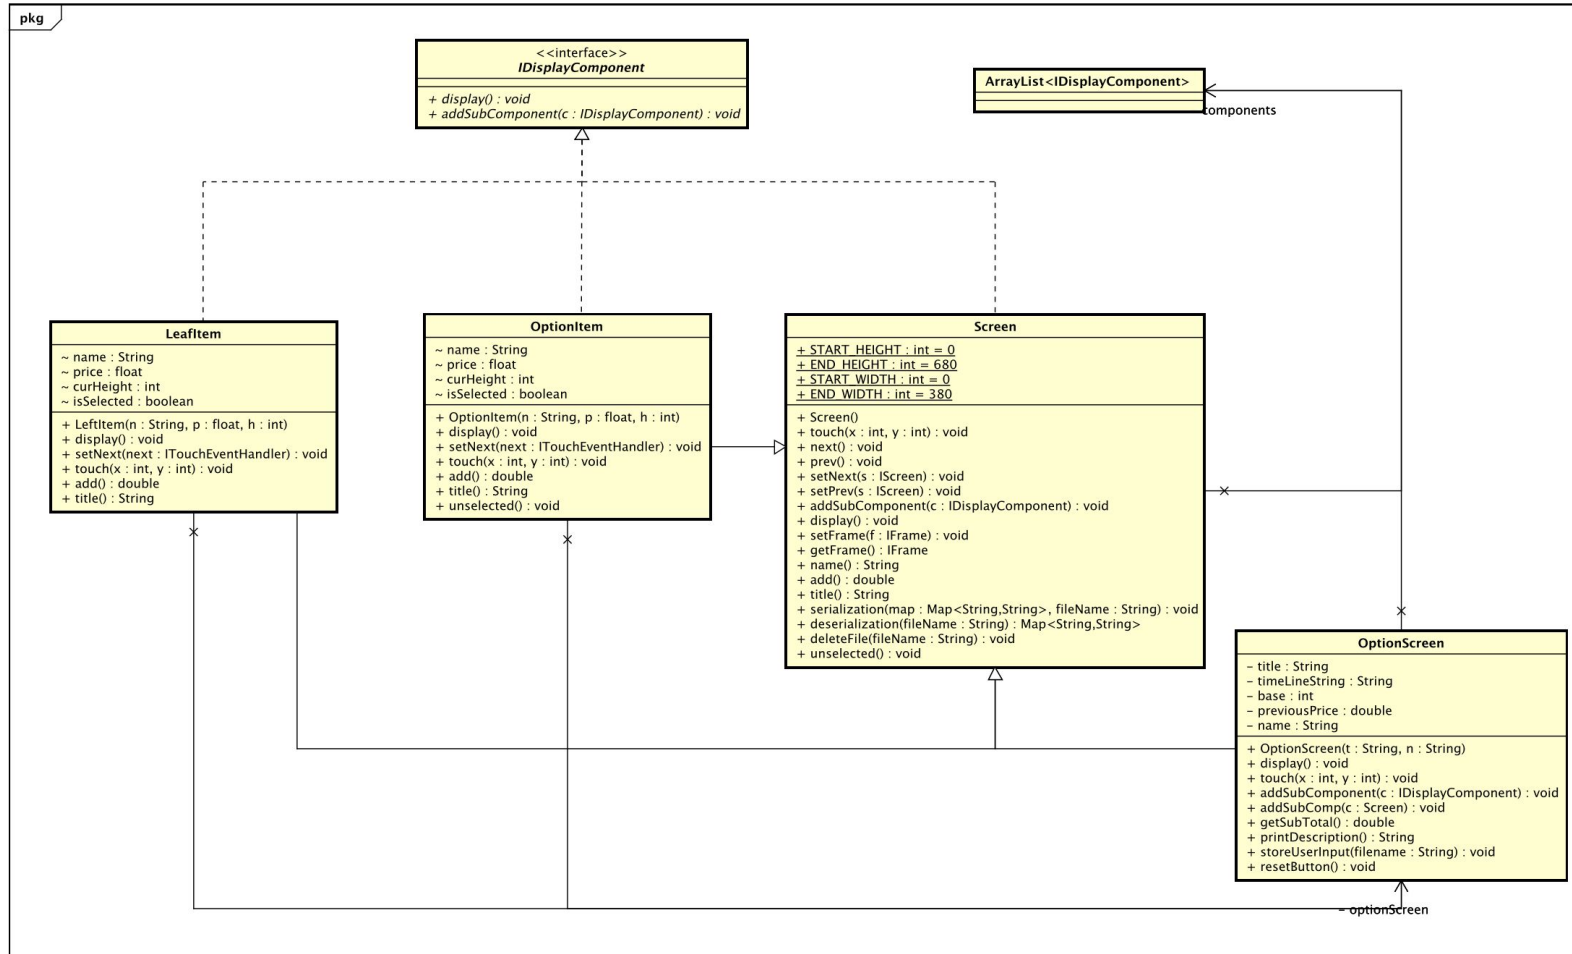 pkg
<<interface>>
IDisplayComponent
+ display() : void
+ addSubComponent(c : IDisplayComponent) : void
ArrayList<IDisplayComponent>
components
LeafItem
~ name : String
~ price : float
~ curHeight : int
~ isSelected : boolean
+ LeftItem(n : String, p : float, h : int)
+ display() : void
+ setNext(next : ITouchEventHandler) : void
+ touch(x : int, y : int) : void
+ add() : double
+ title() : String
OptionItem
~ name : String
~ price : float
~ curHeight : int
~ isSelected : boolean
+ OptionItem(n : String, p : float, h : int)
+ display() : void
+ setNext(next : ITouchEventHandler) : void
+ touch(x : int, y : int) : void
+ add() : double
+ title() : String
+ unselected() : void
Screen
+ START_HEIGHT : int = 0
+ END_HEIGHT : int = 680
+ START_WIDTH : int = 0
+ END_WIDTH : int = 380
+ Screen()
+ touch(x : int, y : int) : void
+ next() : void
+ prev() : void
+ setNext(s : IScreen) : void
+ setPrev(s : IScreen) : void
+ addSubComponent(c : IDisplayComponent) : void
+ display() : void
+ setFrame(f : IFrame) : void
+ getFrame() : IFrame
+ name() : String
+ add() : double
+ title() : String
+ serialization(map : Map<String,String>, fileName : String) : void
+ deserialization(fileName : String) : Map<String,String>
+ deleteFile(fileName : String) : void
+ unselected() : void
OptionScreen
– title : String
– timeLineString : String
– base : int
– previousPrice : double
– name : String
+ OptionScreen(t : String, n : String)
+ display() : void
+ touch(x : int, y : int) : void
+ addSubComponent(c : IDisplayComponent) : void
+ addSubComp(c : Screen) : void
+ getSubTotal() : double
+ printDescription() : String
+ storeUserInput(filename : String) : void
+ resetButton() : void
– optionScreen